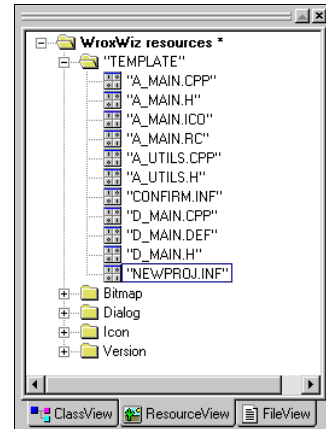 WroxWiz resources *
"TEMPLATE"
"A_MAIN.CPP"
"A_MAIN.H"
"A_MAIN.ICO"
"A_MAIN.RC"
"A_UTILS.CPP"
"A_UTILS.H"
"CONFIRM.INF"
"D_MAIN.CPP"
"D_MAIN.DEF"
"D_MAIN.H"
"NEWPROJ.INF"
Bitmap
Dialog
Icon
Version
ClassView ResourceView FileView